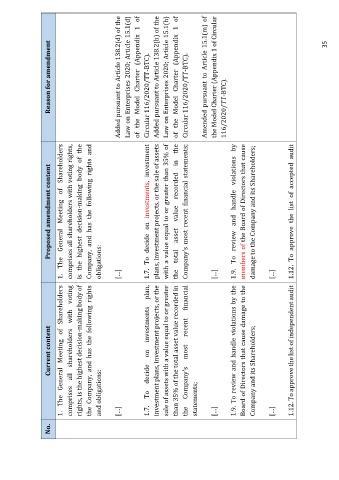 No.
Current content
Proposed amendment content
Reason for amendment
1. The General Meeting of Shareholders
comprises all shareholders with voting
rights, is the highest decision-making body of
the Company, and has the following rights
and obligations:
[...]
1.7. To decide on investments plan,
investment projects, investment projects, or the
sale of assets with a value equal to or greater
than 35% of the total asset value recorded in
the Company's most recent financial
statements;
[...]
1.9. To review and handle violations by the
Board of Directors that cause damage to the
Company and its Shareholders;
[...]
1.12. To approve the list of independent audit
1. The General Meeting of Shareholders
comprises all shareholders with voting rights,
is the highest decision-making body of the
Company, and has the following rights and
obligations:
[...]
1.7. To decide on investments, investment
plans, investment projects, or the sale of assets
with a value equal to or greater than 35% of
the total asset value recorded in the
Company's most recent financial statements;
[...]
1.9. To review and handle violations by
members of the Board of Directors that cause
damage to the Company and its Shareholders;
[...]
1.12. To approve the list of accepted audit
Added pursuant to Article 138.2(d) of the
Law on Enterprises 2020; Article 15.1(d)
of the Model Charter (Appendix 1 of
Circular 116/2020/TT-BTC).
Added pursuant to Article 138.2(h) of the
Law on Enterprises 2020; Article 15.1(h)
of the Model Charter (Appendix 1 of
Circular 116/2020/TT-BTC);
Amended pursuant to Article 15.1(m) of
the Model Charter (Appendix 1 of Circular
116/2020/TT-BTC).
35